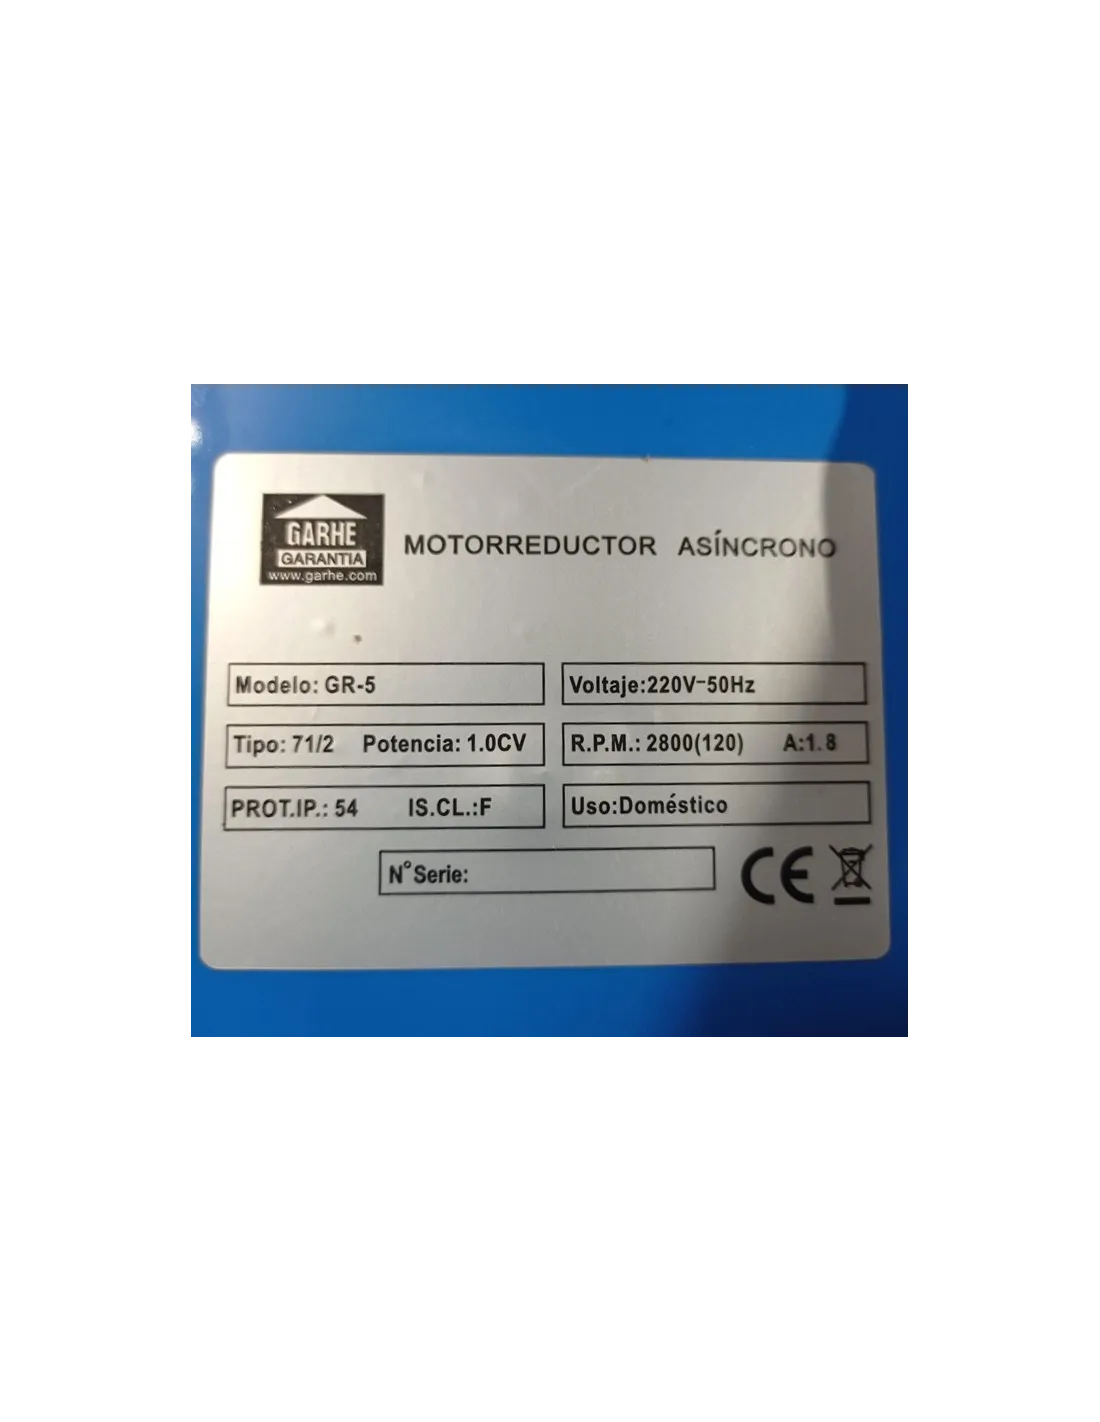 GARHE
GARANTIA
www.garhe.com
MOTORREDUCTOR ASÍNCRONO
Modelo: GR-5
Voltaje:220V-50Hz
Tipo: 71/2 Potencia: 1.0CV
R.P.M.: 2800(120) A:1.8
PROT.IP.: 54 IS.CL.:F
Uso:Doméstico
N° Serie:
CE